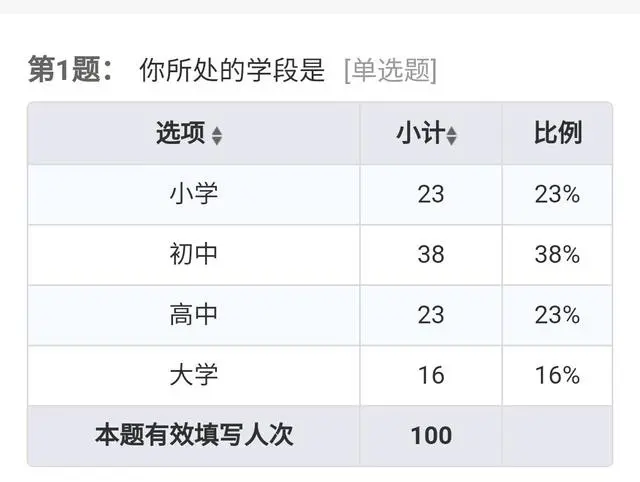 第1题： 你所处的学段是 [单选题]
选项 小计 比例
小学 23 23%
初中 38 38%
高中 23 23%
大学 16 16%
本题有效填写人次 100